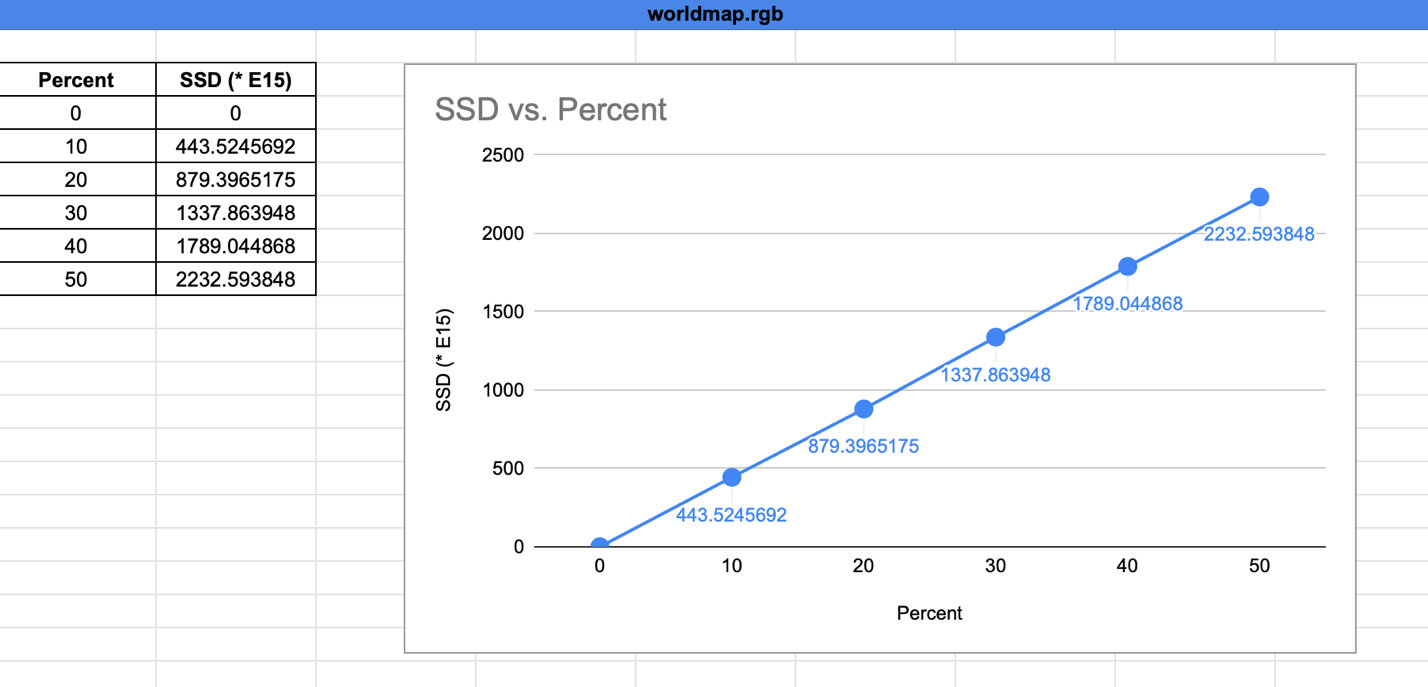 worldmap.rgb
Percent SSD (* E15)
0 0
10 443.5245692
20 879.3965175
30 1337.863948
40 1789.044868
50 2232.593848
SSD vs. Percent
2500
2000
1500
1000
500
0
SSD (* E15)
443.5245692
879.3965175
1337.863948
1789.044868
2232.593848
0 10 20 30 40 50
Percent